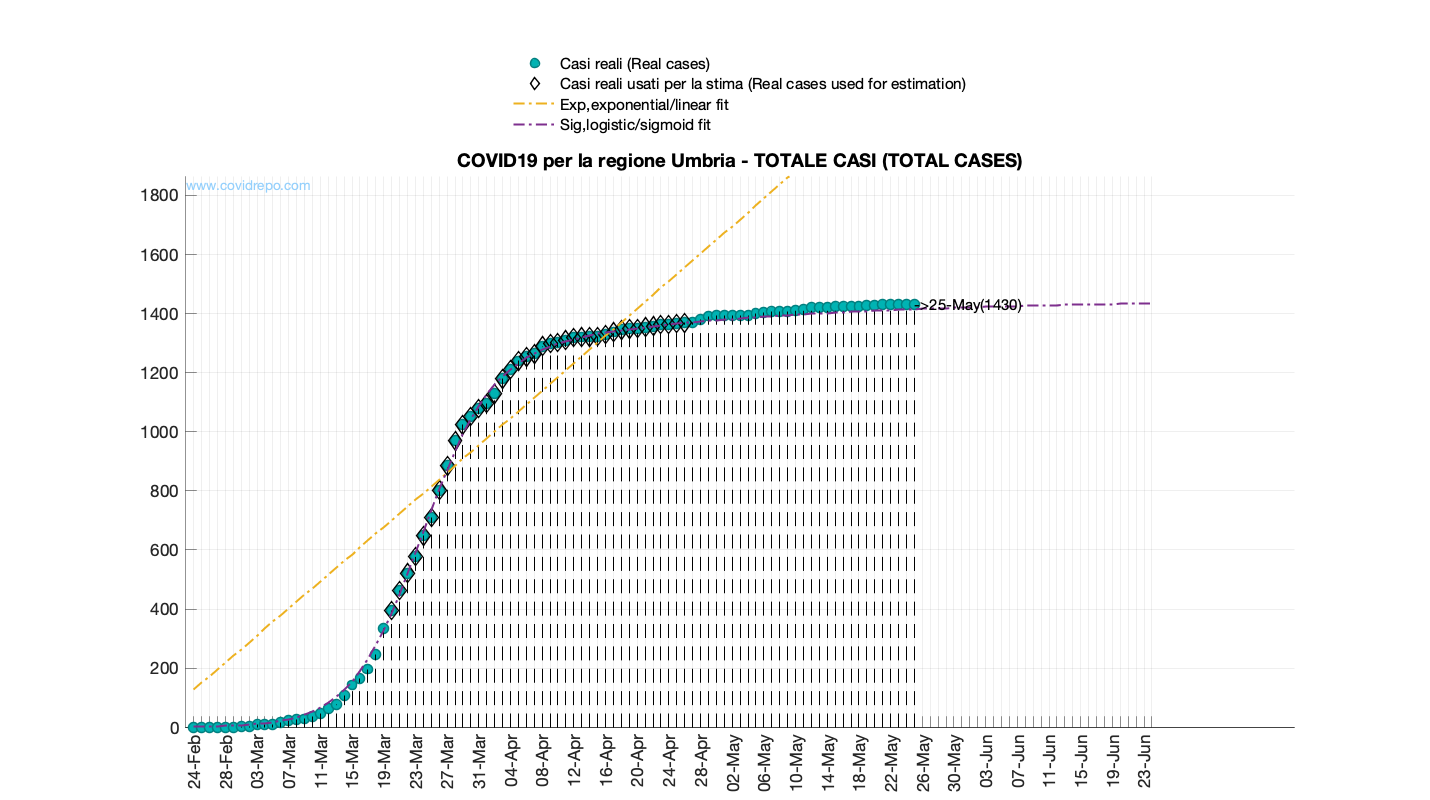 Casi reali (Real cases)
Casi reali usati per la stima (Real cases used for estimation)
Exp,exponential/linear fit
Sig,logistic/sigmoid fit
COVID19 per la regione Umbria - TOTALE CASI (TOTAL CASES)
www.covidrepo.com
1800
1600
1400
1200
1000
800
600
400
200
0
>25-May(1430)
24-Feb
28-Feb
03-Mar
07-Mar
11-Mar
15-Mar
19-Mar
23-Mar
27-Mar
31-Mar
04-Apr
08-Apr
12-Apr
16-Apr
20-Apr
24-Apr
28-Apr
02-May
06-May
10-May
14-May
18-May
22-May
26-May
30-May
03-Jun
07-Jun
11-Jun
15-Jun
19-Jun
23-Jun